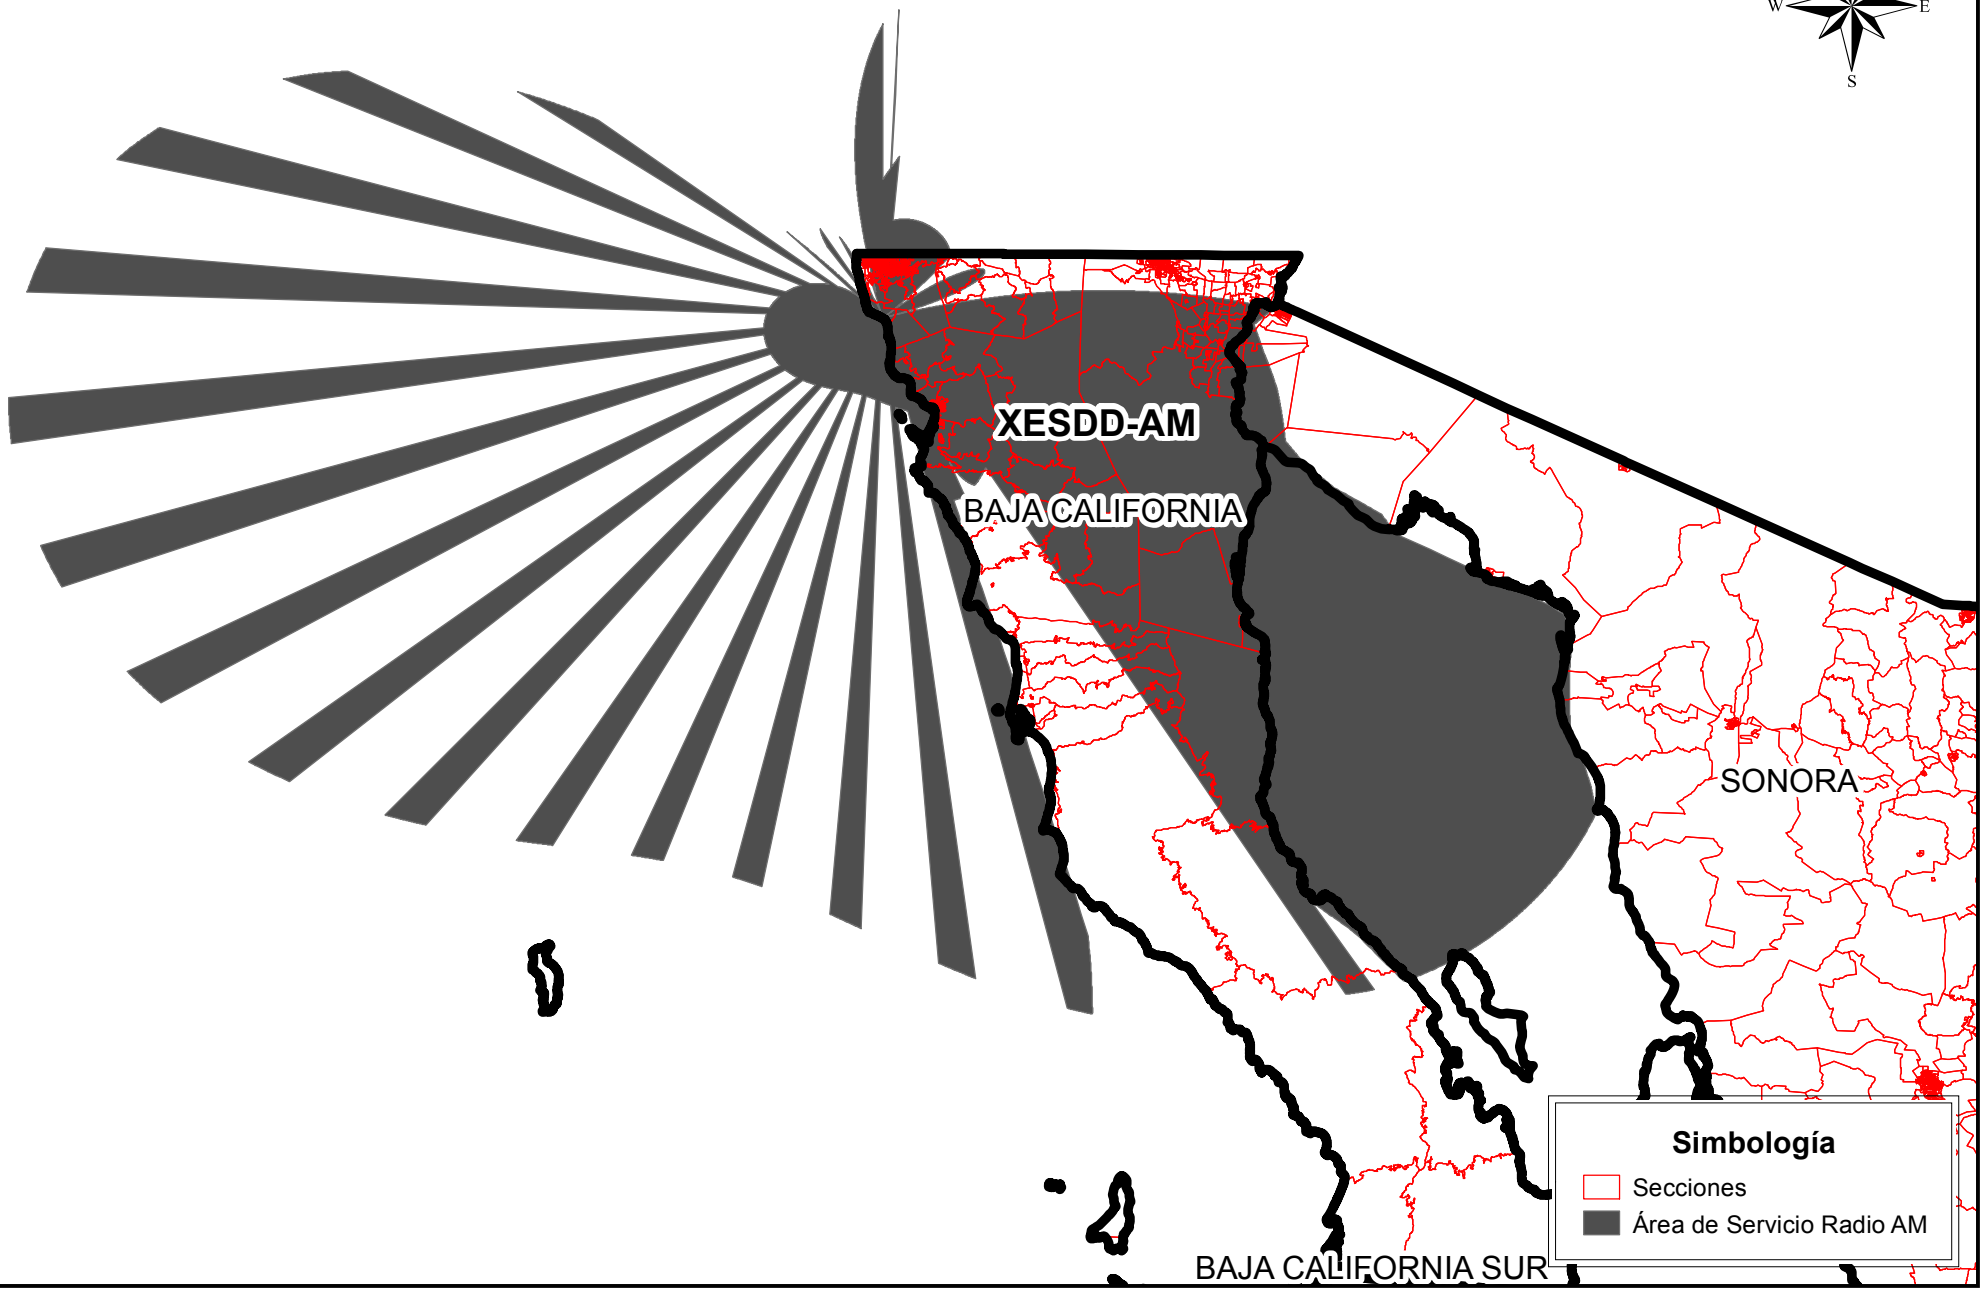 W E
S
XESDD-AM
BAJA CALIFORNIA
SONORA
Simbología
Secciones
Área de Servicio Radio AM
BAJA CALIFORNIA SUR